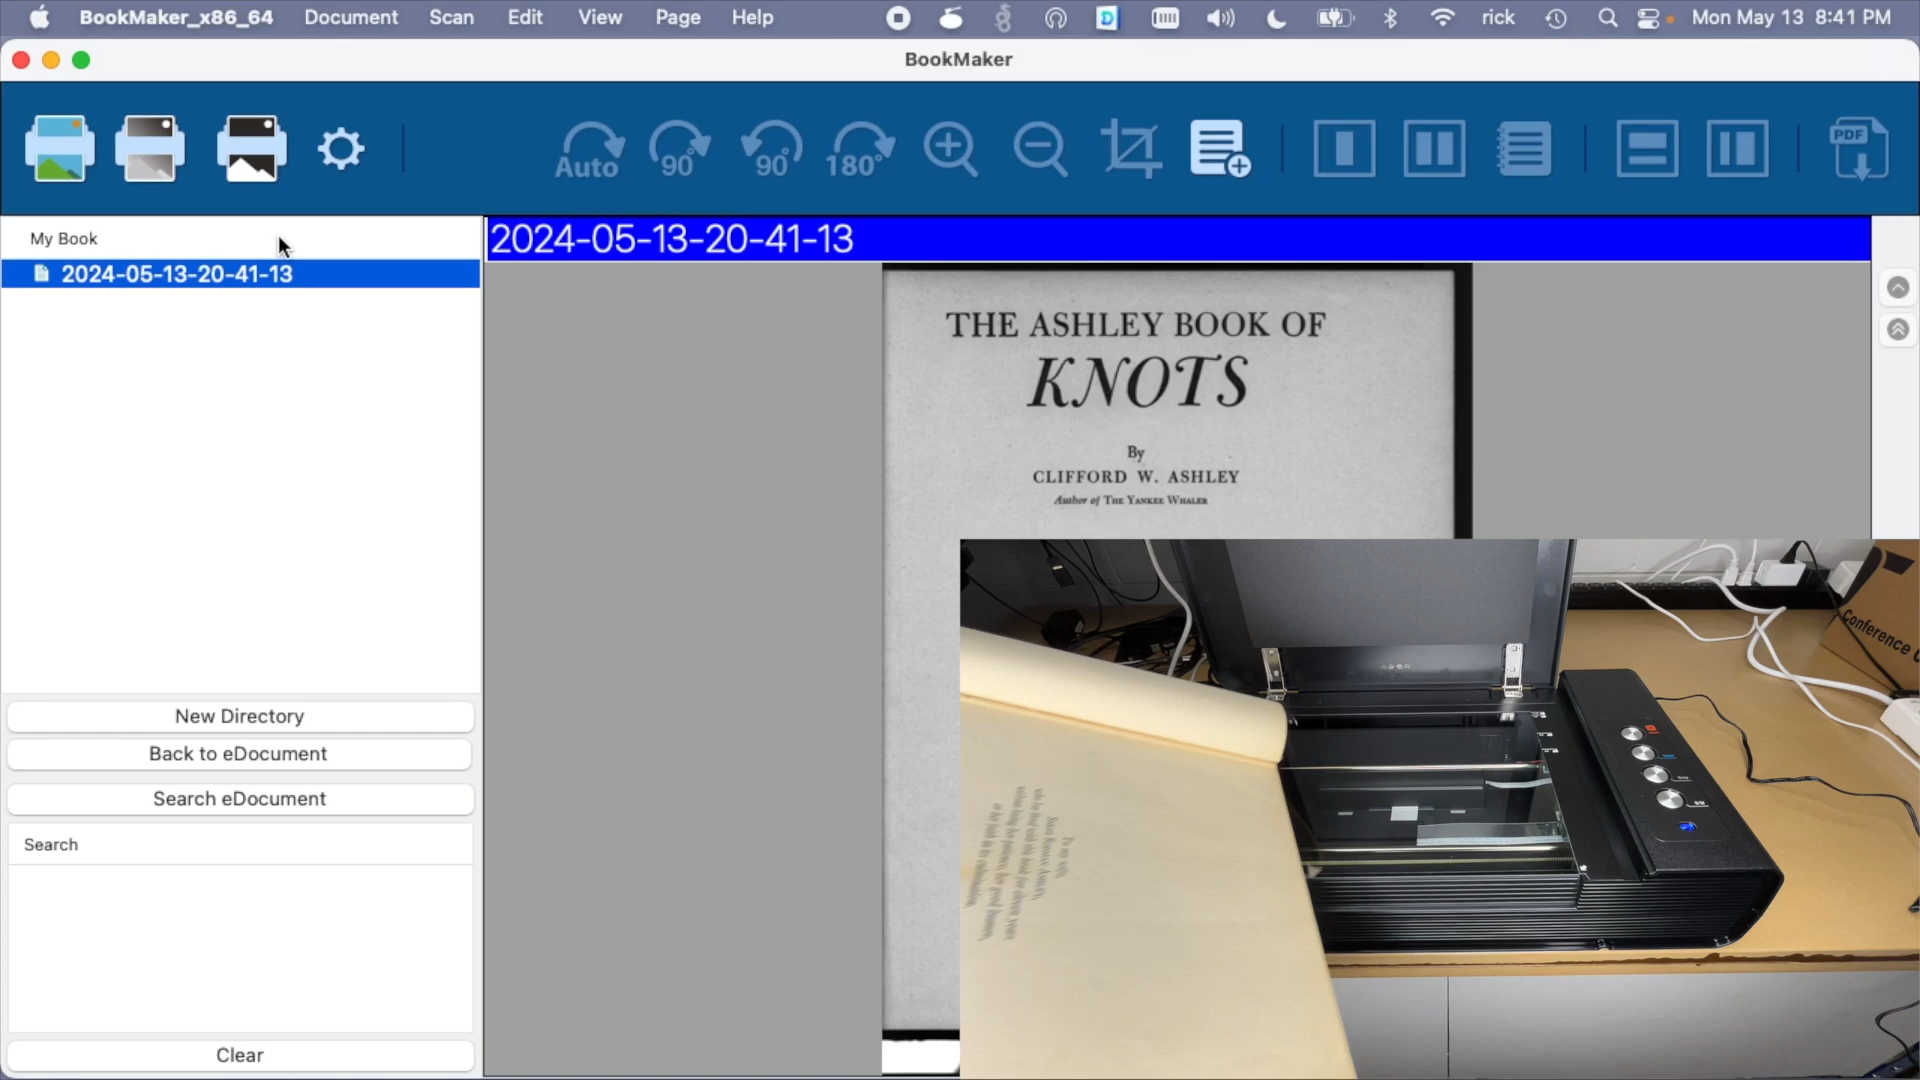 BookMaker_x86_64 Document Scan Edit View Page Help rick Mon May 13 8:41 PM
BookMaker
Auto 90° 90° 180° PDF
My Book
2024-05-13-20-41-13
2024-05-13-20-41-13
THE ASHLEY BOOK OF
KNOTS
By
CLIFFORD W. ASHLEY
Author of THE YANKEE WHALER
New Directory
Back to eDocument
Search eDocument
Search
Clear
Conference